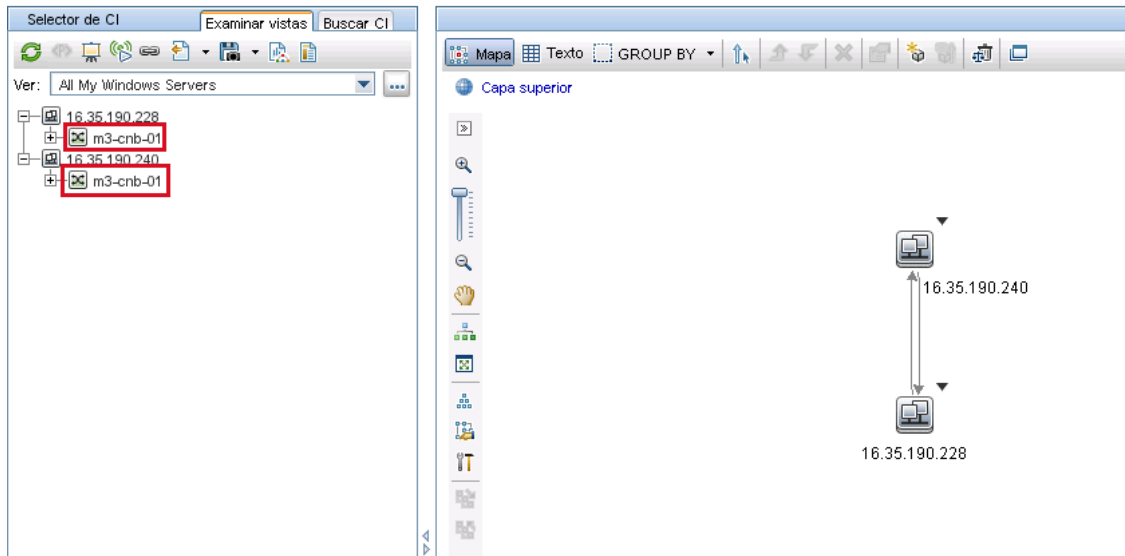 Selector de CI
Examinar vistas
Buscar CI
Ver:
All My Windows Servers
...
16.35.190.228
m3-cnb-01
16.35.190.240
m3-cnb-01
Mapa
Texto
GROUP BY
Capa superior
16.35.190.240
16.35.190.228